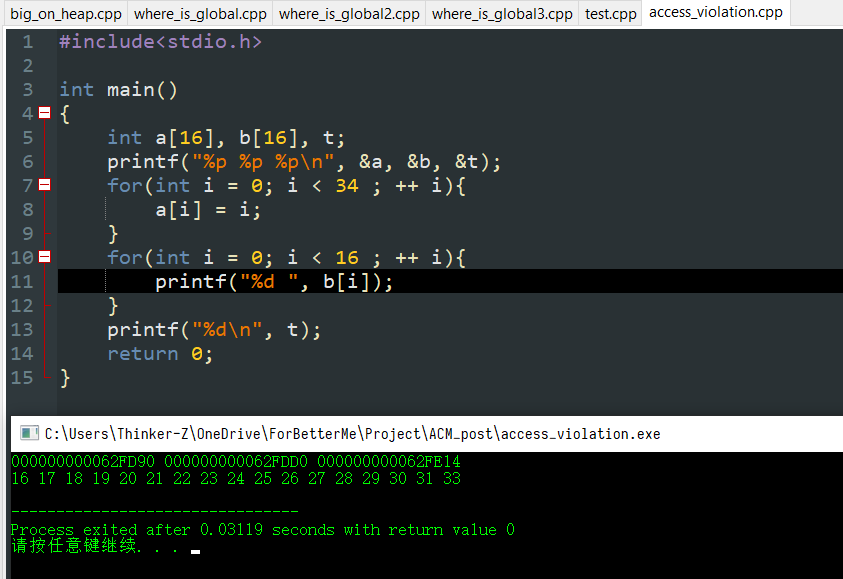 big_on_heap.cpp where_is_global.cpp where_is_global2.cpp where_is_global3.cpp test.cpp access_violation.cpp
1 #include<stdio.h>
2
3 int main()
4 {
5 int a[16], b[16], t;
6 printf("%p %p %p\n", &a, &b, &t);
7 for(int i = 0; i < 34 ; ++ i){
8 a[i] = i;
9 }
10 for(int i = 0; i < 16 ; ++ i){
11 printf("%d ", b[i]);
12 }
13 printf("%d\n", t);
14 return 0;
15 }
C:\Users\Thinker-Z\OneDrive\ForBetterMe\Project\ACM_post\access_violation.exe
000000000062FD90 000000000062FDD0 000000000062FE14
16 17 18 19 20 21 22 23 24 25 26 27 28 29 30 31 33
--------------------------------
Process exited after 0.03119 seconds with return value 0
请按任意键继续. . .